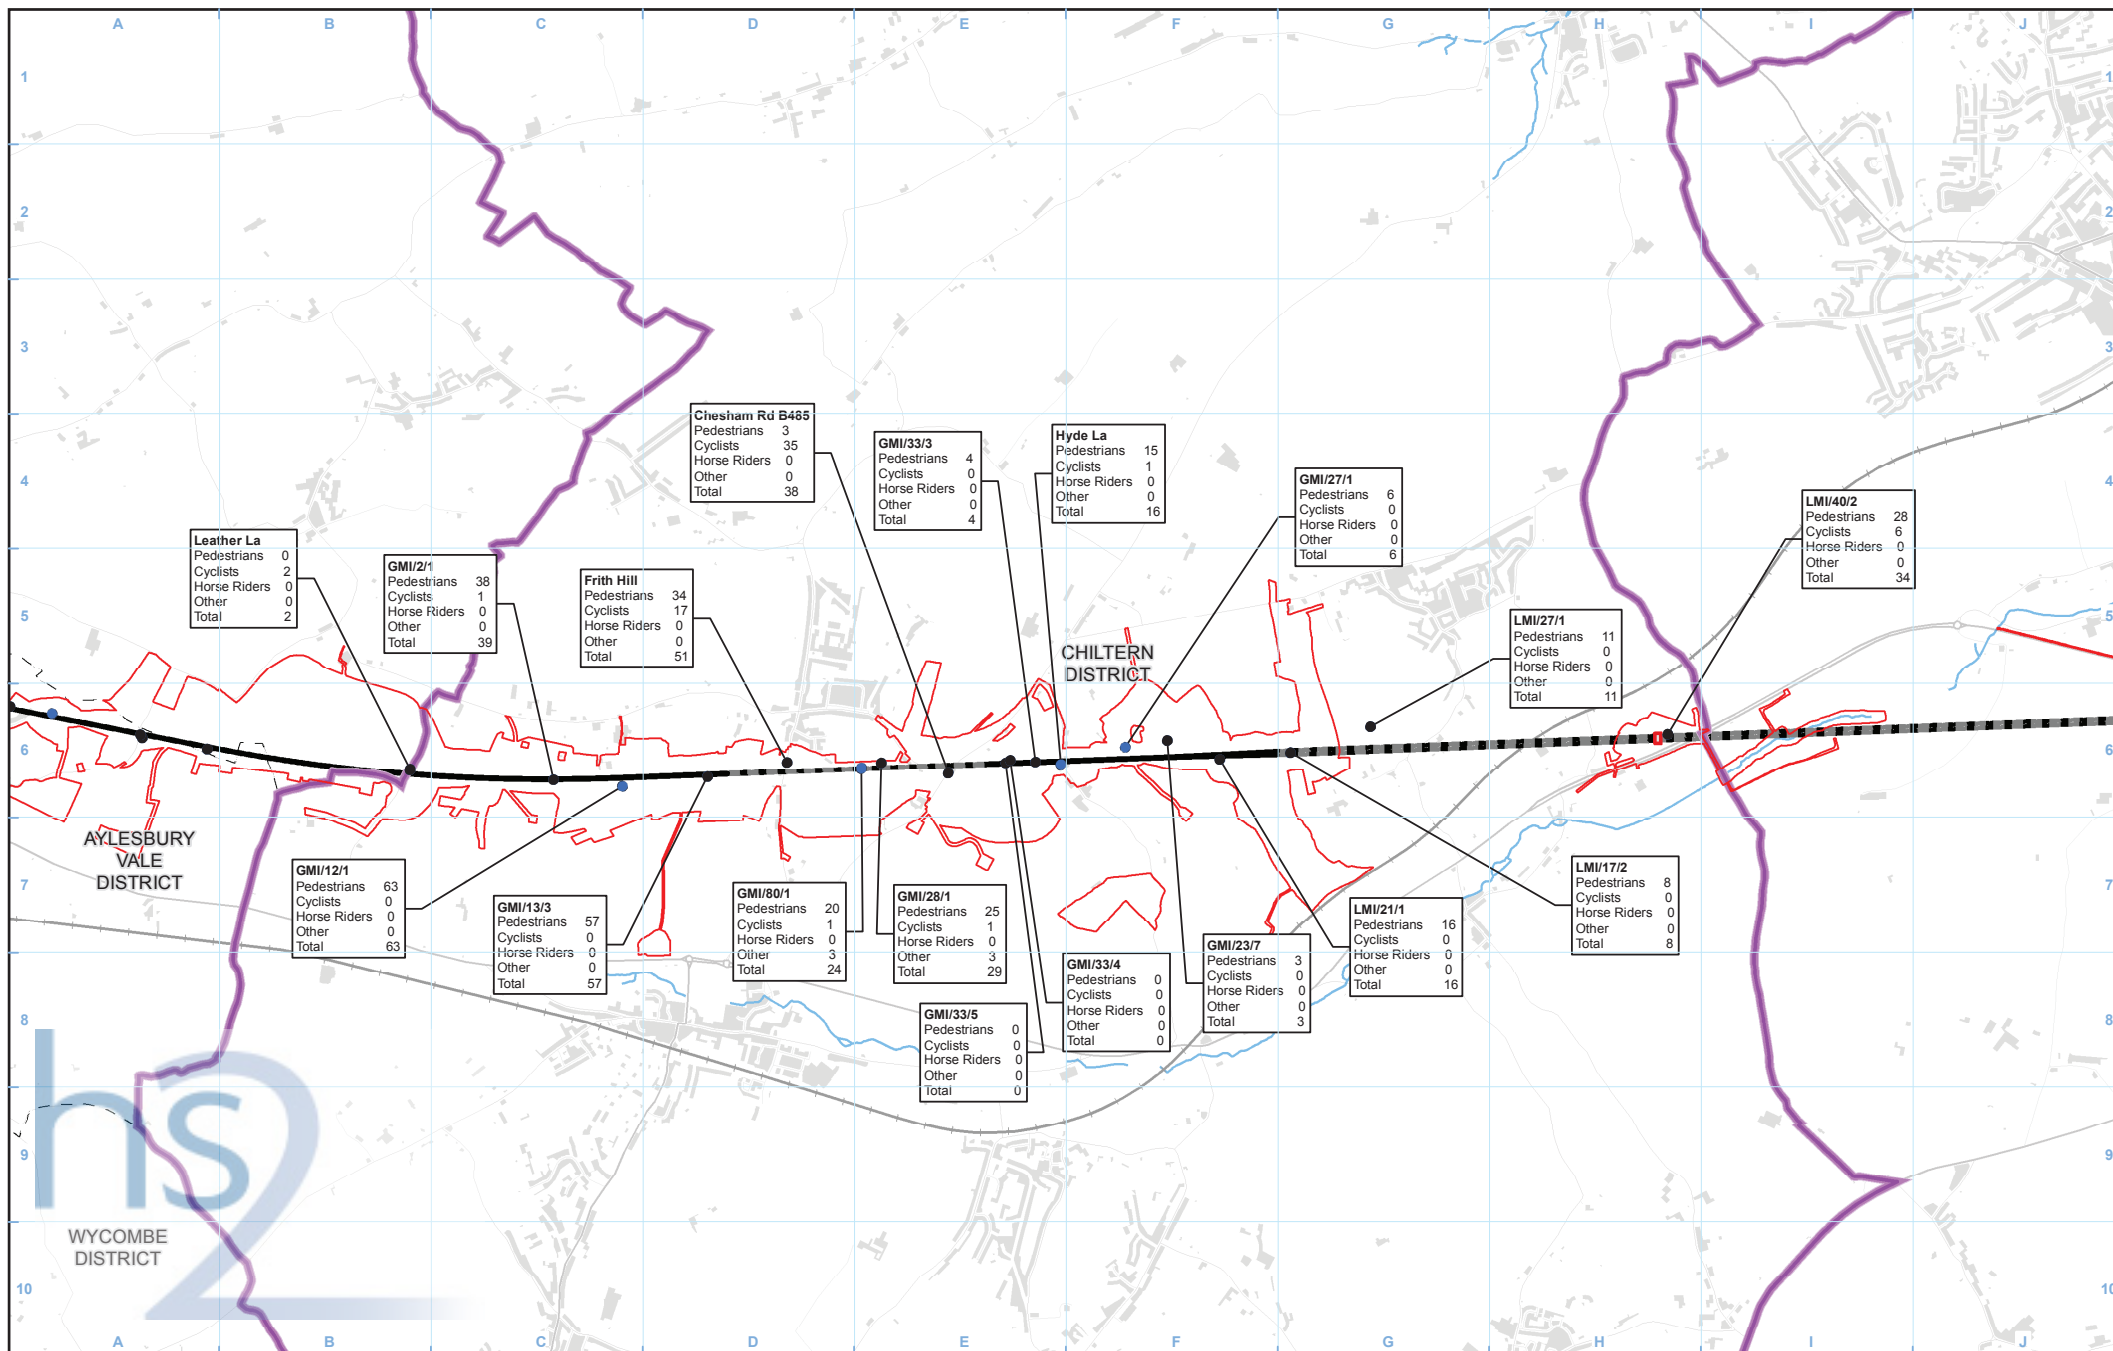 A B C D E F G H I J
1 1
2 2
3 3
Chesham Rd B485
Pedestrians 3
Cyclists 35
Horse Riders 0
Other 0
Total 38
GMI/33/3
Pedestrians 4
Cyclists 0
Horse Riders 0
Other 0
Total 4
Hyde La
Pedestrians 15
Cyclists 1
Horse Riders 0
Other 0
Total 16
GMI/27/1
Pedestrians 6
Cyclists 0
Horse Riders 0
Other 0
Total 6
LMI/40/2
Pedestrians 28
Cyclists 6
Horse Riders 0
Other 0
Total 34
4 4
Leather La
Pedestrians 0
Cyclists 2
Horse Riders 0
Other 0
Total 2
GMI/2/1
Pedestrians 38
Cyclists 1
Horse Riders 0
Other 0
Total 39
Frith Hill
Pedestrians 34
Cyclists 17
Horse Riders 0
Other 0
Total 51
LMI/27/1
Pedestrians 11
Cyclists 0
Horse Riders 0
Other 0
Total 11
5 5
CHILTERN
DISTRICT
6 6
AYLESBURY
VALE
DISTRICT
GMI/12/1
Pedestrians 63
Cyclists 0
Horse Riders 0
Other 0
Total 63
GMI/13/3
Pedestrians 57
Cyclists 0
Horse Riders 0
Other 0
Total 57
GMI/80/1
Pedestrians 20
Cyclists 1
Horse Riders 0
Other 3
Total 24
GMI/28/1
Pedestrians 25
Cyclists 1
Horse Riders 0
Other 3
Total 29
LMI/21/1
Pedestrians 16
Cyclists 0
Horse Riders 0
Other 0
Total 16
LMI/17/2
Pedestrians 8
Cyclists 0
Horse Riders 0
Other 0
Total 8
7 7
GMI/33/4
Pedestrians 0
Cyclists 0
Horse Riders 0
Other 0
Total 0
GMI/23/7
Pedestrians 3
Cyclists 0
Horse Riders 0
Other 0
Total 3
GMI/33/5
Pedestrians 0
Cyclists 0
Horse Riders 0
Other 0
Total 0
8 8
hs2
9 9
WYCOMBE
DISTRICT
10 10
A B C D E F G H I J